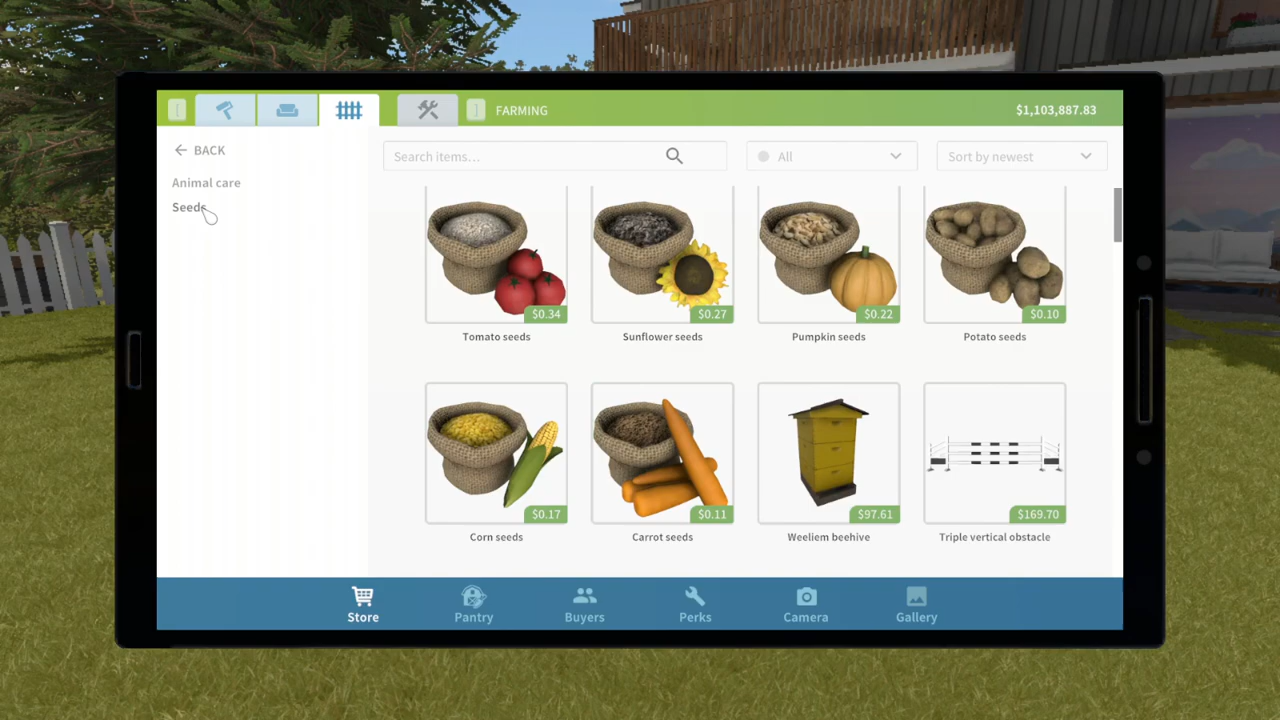 FARMING
$1,103,887.83
BACK
Search items...
All
Sort by newest
Animal care
Seeds
$0.34
$0.27
$0.22
$0.10
Tomato seeds
Sunflower seeds
Pumpkin seeds
Potato seeds
$0.17
$0.11
$97.61
$169.70
Corn seeds
Carrot seeds
Weeliem beehive
Triple vertical obstacle
Store
Pantry
Buyers
Perks
Camera
Gallery